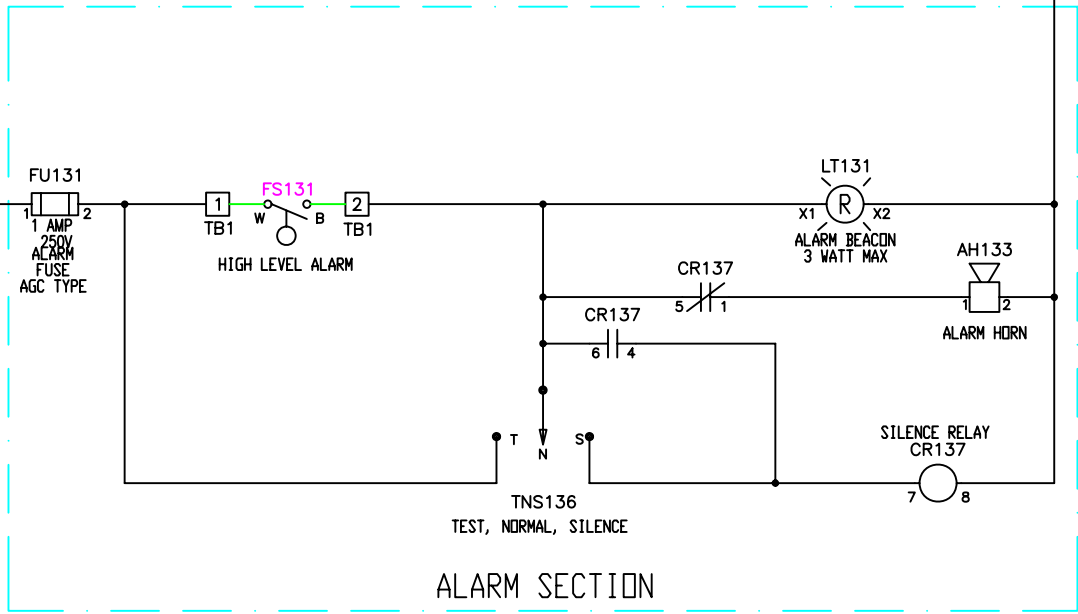 FU131
1
2
1 AMP
250V
ALARM
FUSE
AGC TYPE
1
TB1
FS131
W
B
2
TB1
HIGH LEVEL ALARM
LT131
X1
R
X2
ALARM BEACON
3 WATT MAX
CR137
5
1
AH133
1
2
ALARM HORN
CR137
6
4
T
N
S
TNS136
TEST, NORMAL, SILENCE
SILENCE RELAY
CR137
7
8
ALARM SECTION